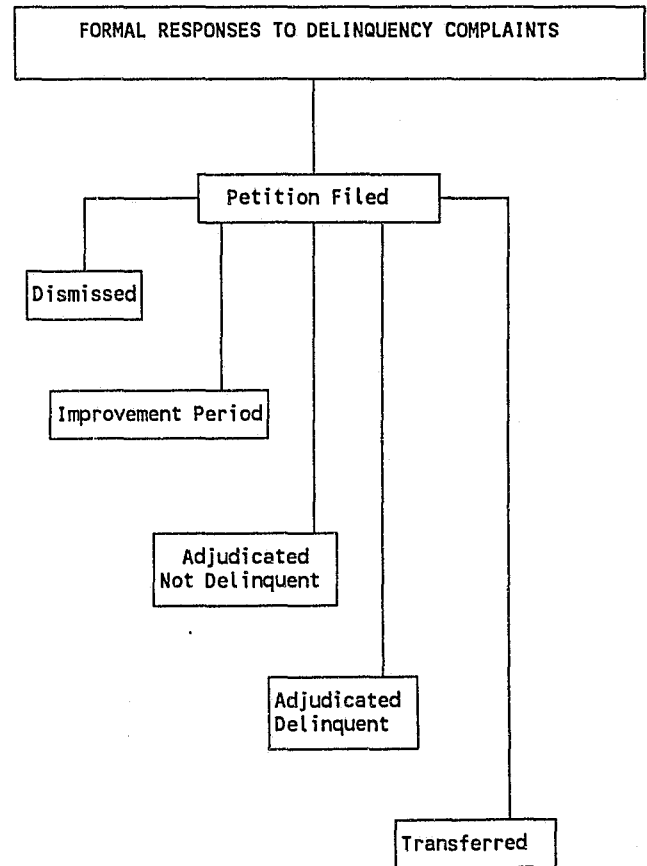 FORMAL RESPONSES TO DELINQUENCY COMPLAINTS
Petition Filed
Dismissed
Improvement Period
Adjudicated
Not Delinquent
Adjudicated
Delinquent
Transferred